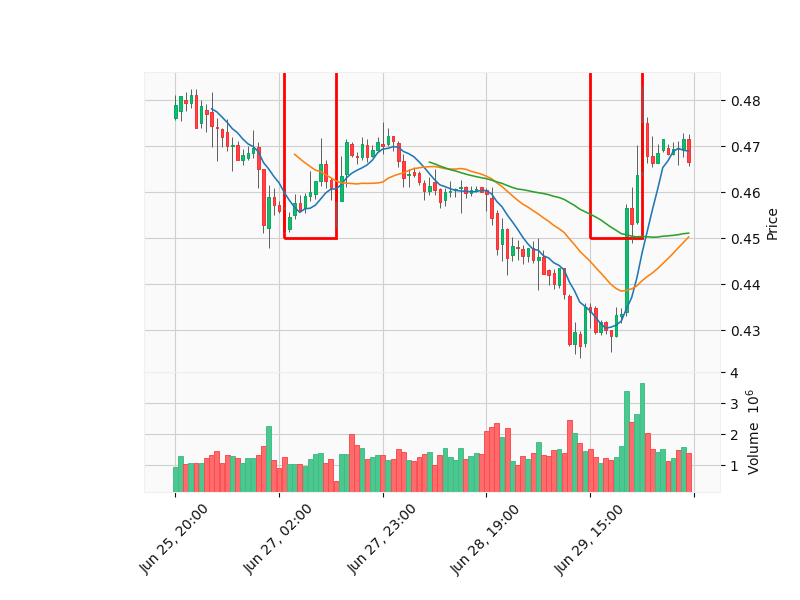 0.48
0.47
0.46
0.45
0.44
0.43
Price
4
3
2
1
Volume 10⁶
Jun 25, 20:00
Jun 27, 02:00
Jun 27, 23:00
Jun 28, 19:00
Jun 29, 15:00